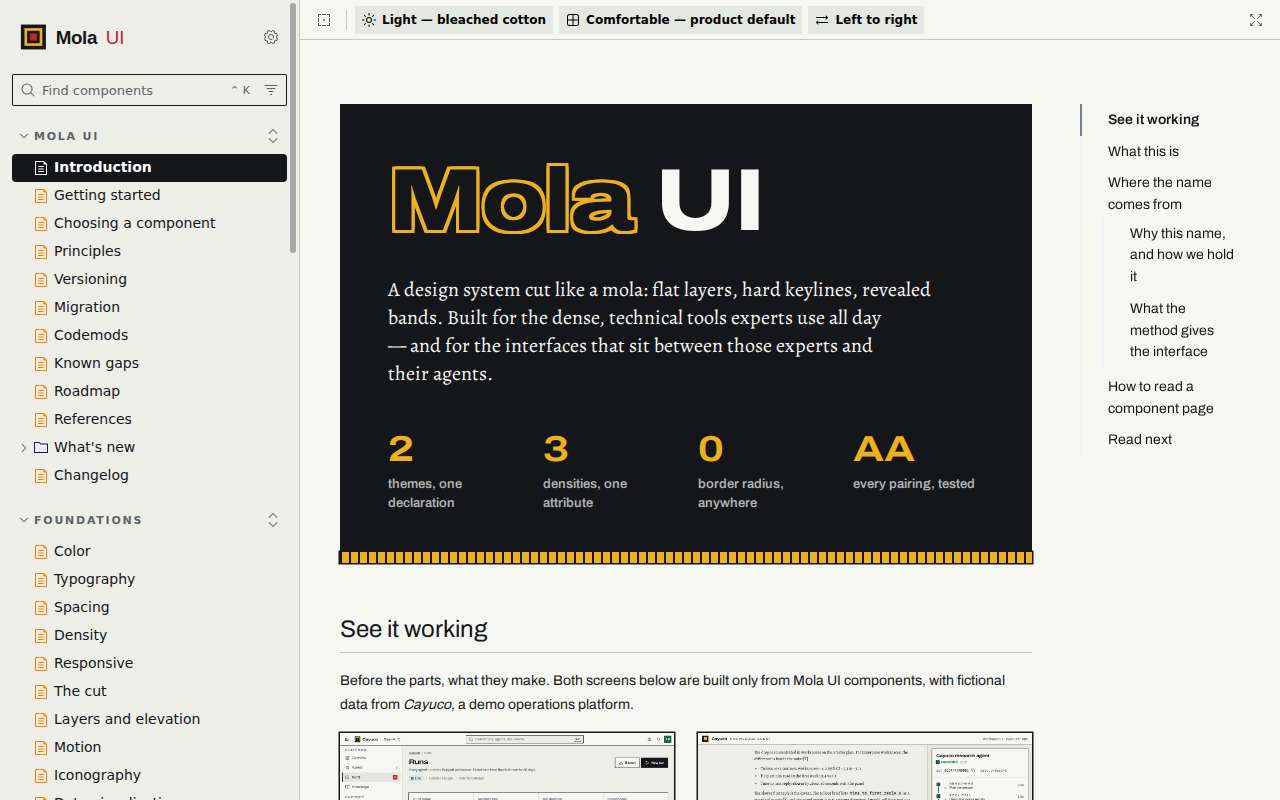 Mola UI
Find components
⌃ K
MOLA UI
Introduction
Getting started
Choosing a component
Principles
Versioning
Migration
Codemods
Known gaps
Roadmap
References
What's new
Changelog
FOUNDATIONS
Color
Typography
Spacing
Density
Responsive
The cut
Layers and elevation
Motion
Iconography
Light — bleached cotton
Comfortable — product default
Left to right
Mola UI
A design system cut like a mola: flat layers, hard keylines, revealed
bands. Built for the dense, technical tools experts use all day
— and for the interfaces that sit between those experts and
their agents.
2
themes, one
declaration
3
densities, one
attribute
0
border radius,
anywhere
AA
every pairing, tested
See it working
Before the parts, what they make. Both screens below are built only from Mola UI components, with fictional
data from Cayuco, a demo operations platform.
Cayuco
Runs
Cayuco
Cayuco research agent
See it working
What this is
Where the name
comes from
Why this name,
and how we hold
it
What the
method gives
the interface
How to read a
component page
Read next